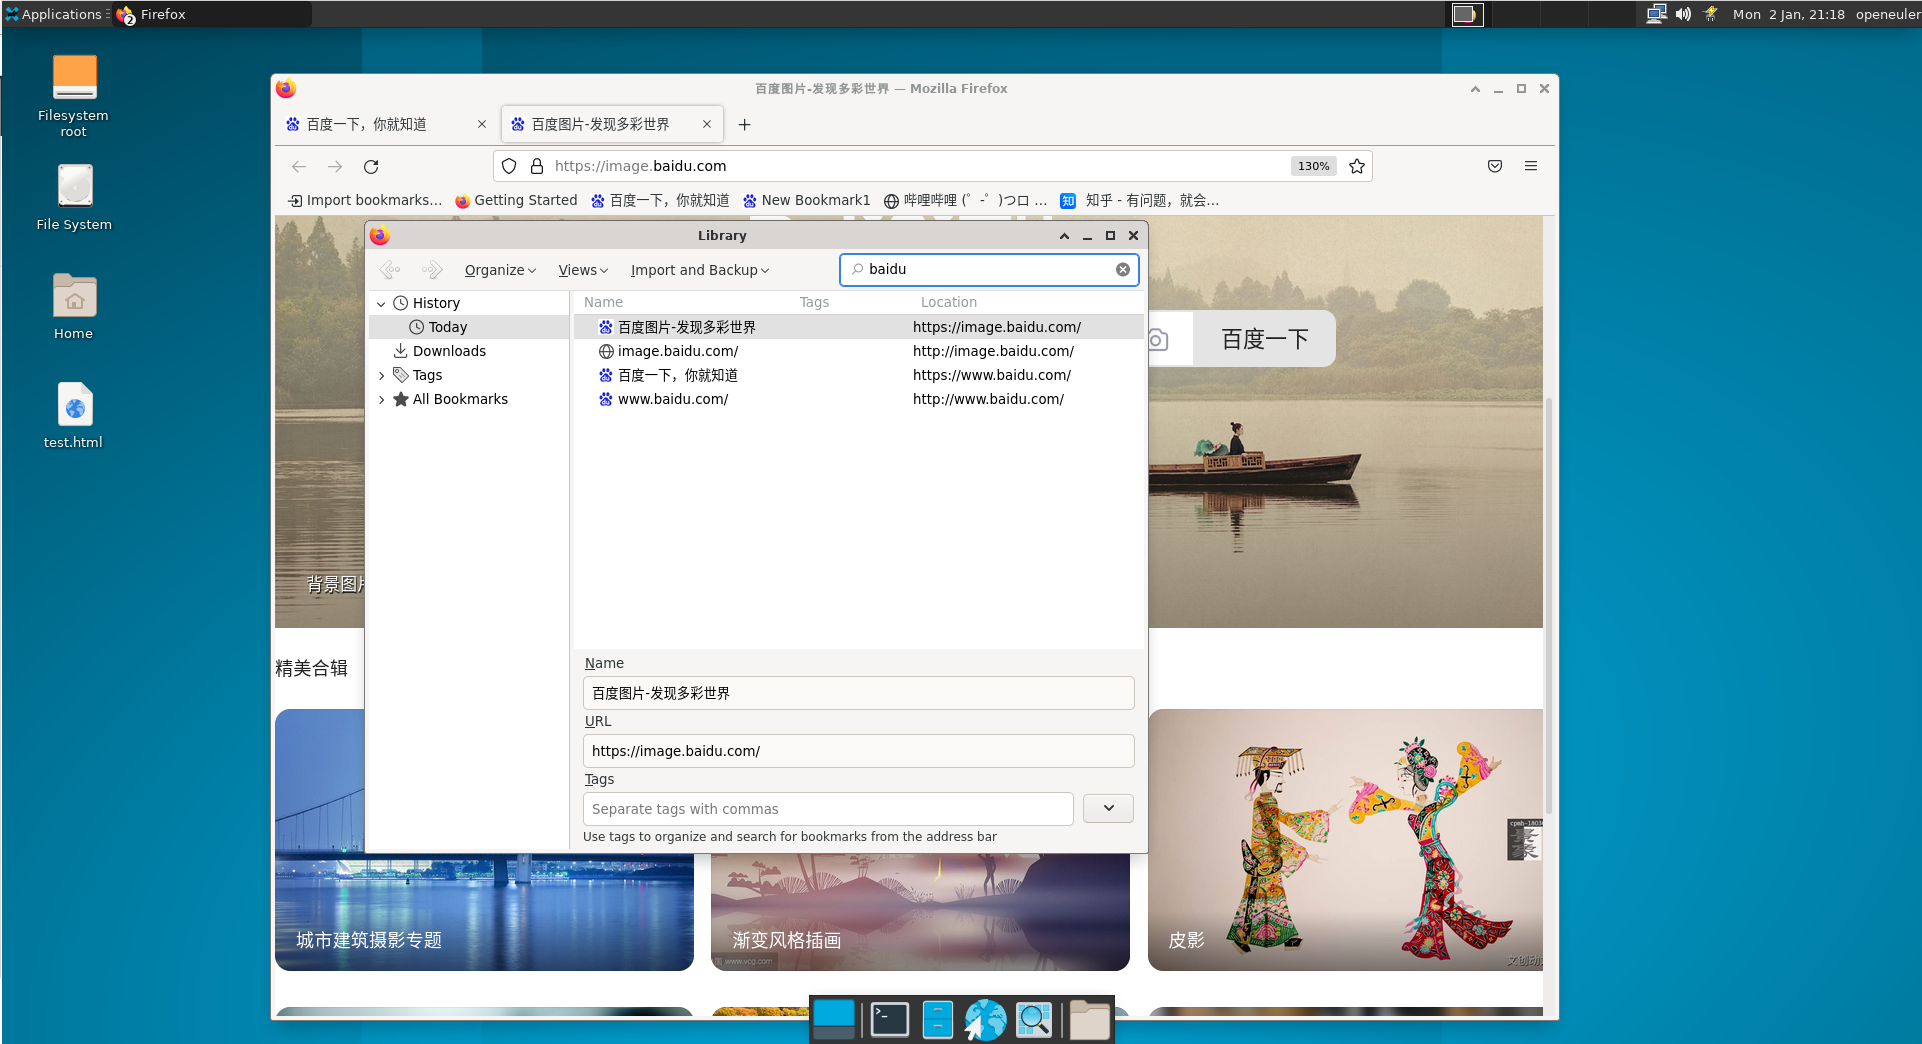 Applications
2
Firefox
Mon 2 Jan, 21:18
openeuler
Filesystem
root
File System
Home
test.html
百度图片-发现多彩世界 — Mozilla Firefox
百度一下，你就知道
百度图片-发现多彩世界
https://image.baidu.com
130%
Import bookmarks...
Getting Started
百度一下，你就知道
New Bookmark1
哔哩哔哩 (゜-゜)つロ ...
知
知乎 - 有问题，就会...
Library
Organize
Views
Import and Backup
baidu
History
Today
Downloads
Tags
All Bookmarks
Name
Tags
Location
百度图片-发现多彩世界
https://image.baidu.com/
image.baidu.com/
http://image.baidu.com/
百度一下，你就知道
https://www.baidu.com/
www.baidu.com/
http://www.baidu.com/
百度一下
背景图片
Name
百度图片-发现多彩世界
URL
https://image.baidu.com/
Tags
Separate tags with commas
Use tags to organize and search for bookmarks from the address bar
精美合辑
城市建筑摄影专题
渐变风格插画
www.vcg.com
皮影
文创动